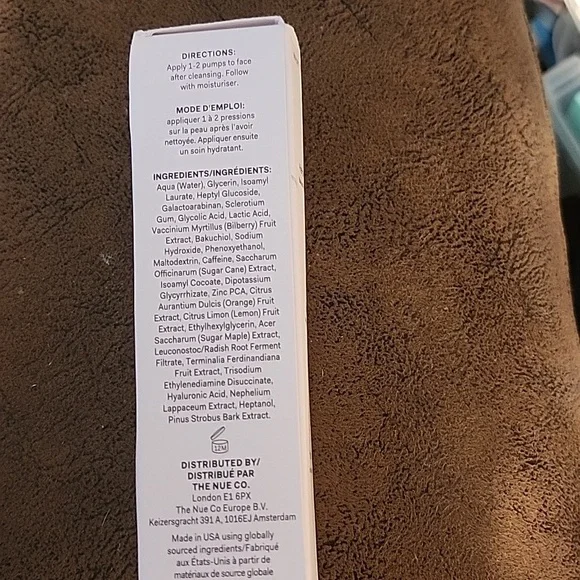 DIRECTIONS:
Apply 1-2 pumps to face
after cleansing. Follow
with moisturiser.
MODE D'EMPLOI:
appliquer 1 à 2 pressions
sur la peau après l'avoir
nettoyée. Appliquer ensuite
un soin hydratant.
INGREDIENTS/INGRÉDIENTS:
Aqua (Water), Glycerin, Isoamyl
Laurate, Heptyl Glucoside,
Galactoarabinan, Sclerotium
Gum, Glycolic Acid, Lactic Acid,
Vaccinium Myrtillus (Bilberry) Fruit
Extract, Bakuchiol, Sodium
Hydroxide, Phenoxyethanol,
Maltodextrin, Caffeine, Saccharum
Officinarum (Sugar Cane) Extract,
Isoamyl Cocoate, Dipotassium
Glycyrrhizate, Zinc PCA, Citrus
Aurantium Dulcis (Orange) Fruit
Extract, Citrus Limon (Lemon) Fruit
Extract, Ethylhexylglycerin, Acer
Saccharum (Sugar Maple) Extract,
Leuconostoc/Radish Root Ferment
Filtrate, Terminalia Ferdinandiana
Fruit Extract, Trisodium
Ethylenediamine Disuccinate,
Hyaluronic Acid, Nephelium
Lappaceum Extract, Heptanol,
Pinus Strobus Bark Extract.
12M
DISTRIBUTED BY/
DISTRIBUÉ PAR
THE NUE CO.
London E1 6PX
The Nue Co Europe B.V.
Keizersgracht 391 A, 1016EJ Amsterdam
Made in USA using globally
sourced ingredients/Fabriqué
aux États-Unis à partir de
matériaux de source globale